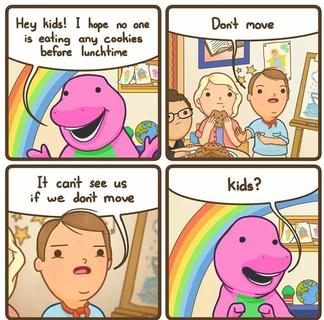 Hey kids! I hope no one
is eating any cookies
before lunchtime
Don't move
It can't see us
if we don't move
kids?